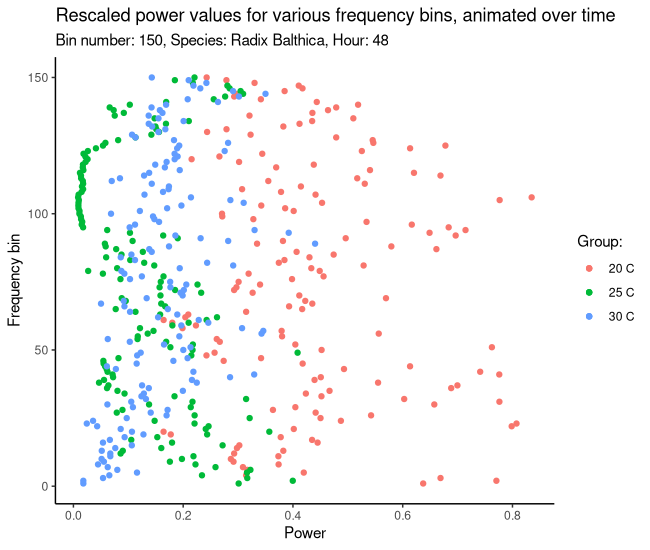 Rescaled power values for various frequency bins, animated over time
Bin number: 150, Species: Radix Balthica, Hour: 48
150
100
50
0
Frequency bin
0.0 0.2 0.4 0.6 0.8
Power
Group:
20 C
25 C
30 C